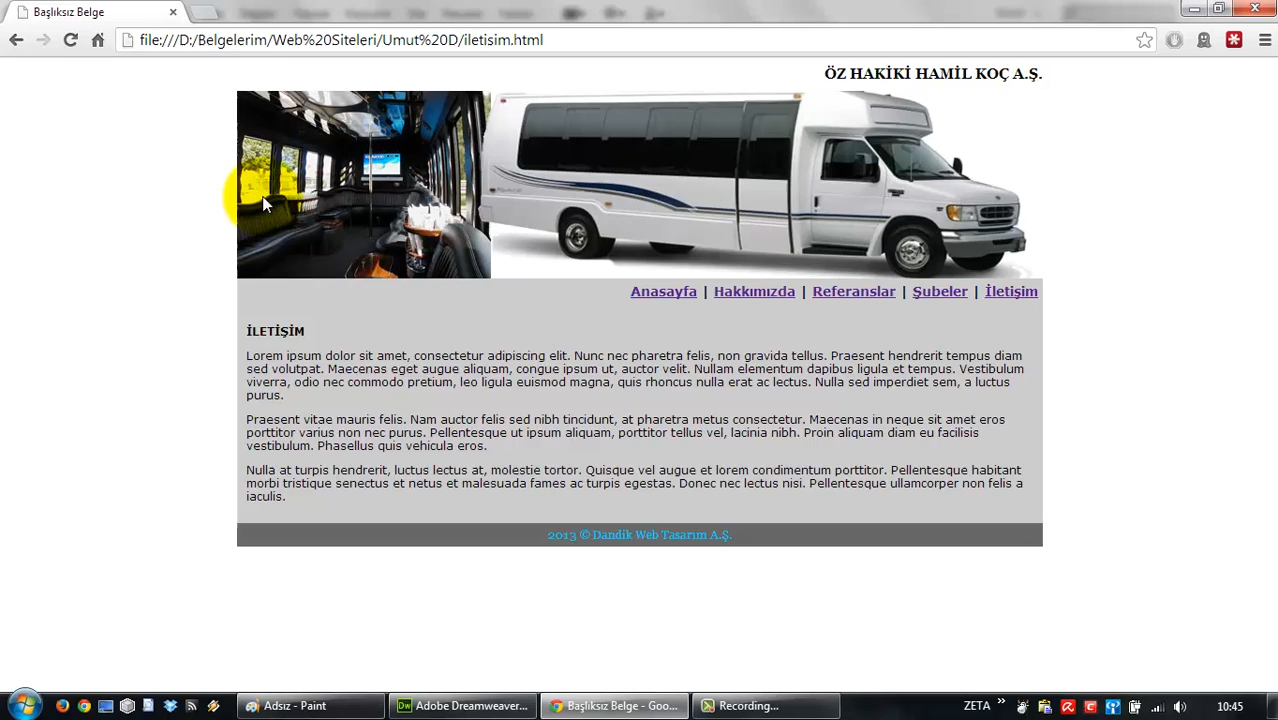 Başlıksız Belge
file:///D:/Belgelerim/Web%20Siteleri/Umut%20D/iletisim.html
ÖZ HAKİKİ HAMİL KOÇ A.Ş.
Anasayfa | Hakkımızda | Referanslar | Şubeler | İletişim
İLETİŞİM
Lorem ipsum dolor sit amet, consectetur adipiscing elit. Nunc nec pharetra felis, non gravida tellus. Praesent hendrerit tempus diam
sed volutpat. Maecenas eget augue aliquam, congue ipsum ut, auctor velit. Nullam elementum dapibus ligula et tempus. Vestibulum
viverra, odio nec commodo pretium, leo ligula euismod magna, quis rhoncus nulla erat ac lectus. Nulla sed imperdiet sem, a luctus
purus.
Praesent vitae mauris felis. Nam auctor felis sed nibh tincidunt, at pharetra metus consectetur. Maecenas in neque sit amet eros
porttitor varius non nec purus. Pellentesque ut ipsum aliquam, porttitor tellus vel, lacinia nibh. Proin aliquam diam eu facilisis
vestibulum. Phasellus quis vehicula eros.
Nulla at turpis hendrerit, luctus lectus at, molestie tortor. Quisque vel augue et lorem condimentum porttitor. Pellentesque habitant
morbi tristique senectus et netus et malesuada fames ac turpis egestas. Donec nec lectus nisi. Pellentesque ullamcorper non felis a
iaculis.
2013 © Dandik Web Tasarım A.Ş.
Adsız - Paint
Dw Adobe Dreamweaver...
Başlıksız Belge - Goo...
Recording...
ZETA »
10:45